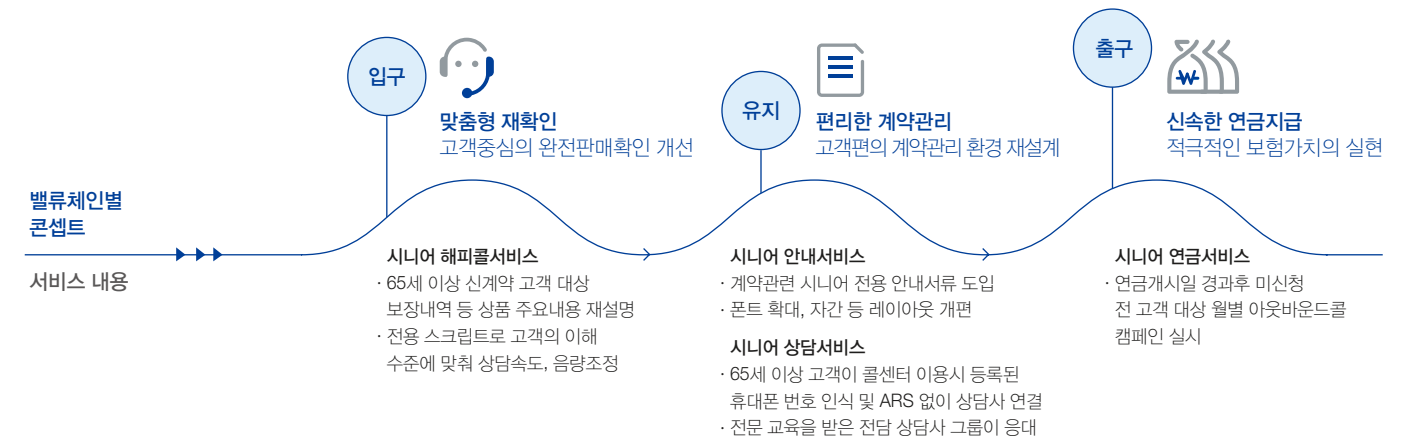 입구
맞춤형 재확인
고객중심의 완전판매확인 개선
유지
편리한 계약관리
고객편의 계약관리 환경 재설계
출구
신속한 연금지급
적극적인 보험가치의 실현
밸류체인별
콘셉트
서비스 내용
시니어 해피콜서비스
· 65세 이상 신계약 고객 대상
보장내역 등 상품 주요내용 재설명
· 전용 스크립트로 고객의 이해
수준에 맞춰 상담속도, 음량조정
시니어 안내서비스
· 계약관련 시니어 전용 안내서류 도입
· 폰트 확대, 자간 등 레이아웃 개편
시니어 상담서비스
· 65세 이상 고객이 콜센터 이용시 등록된
휴대폰 번호 인식 및 ARS 없이 상담사 연결
· 전문 교육을 받은 전담 상담사 그룹이 응대
시니어 연금서비스
· 연금개시일 경과후 미신청
전 고객 대상 월별 아웃바운드콜
캠페인 실시